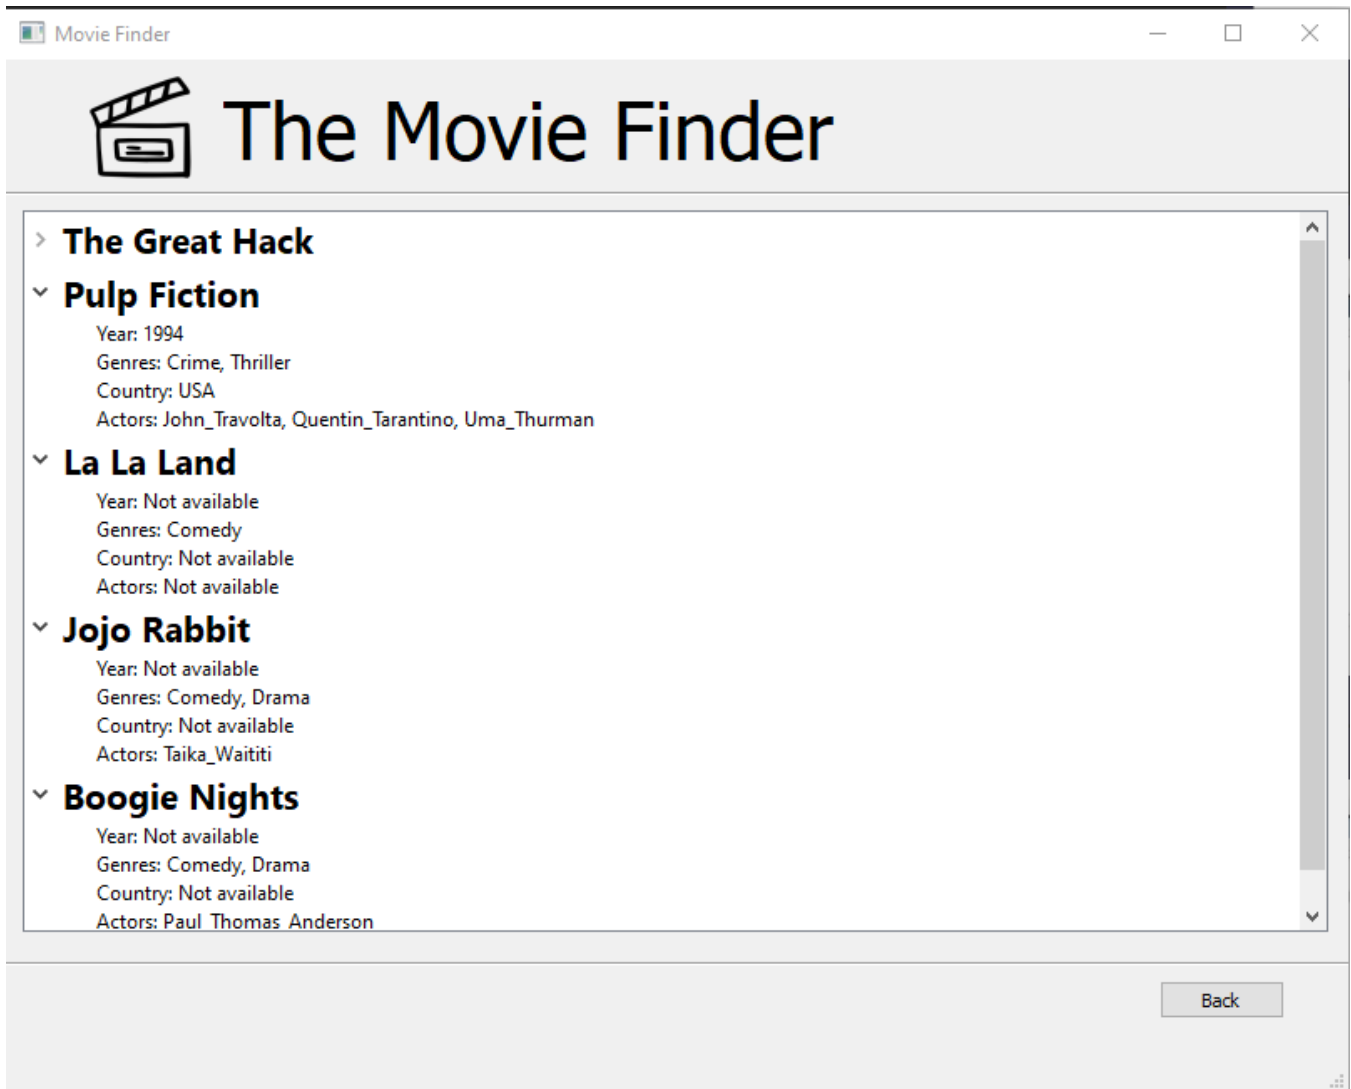 Movie Finder
The Movie Finder
The Great Hack
Pulp Fiction
Year: 1994
Genres: Crime, Thriller
Country: USA
Actors: John_Travolta, Quentin_Tarantino, Uma_Thurman
La La Land
Year: Not available
Genres: Comedy
Country: Not available
Actors: Not available
Jojo Rabbit
Year: Not available
Genres: Comedy, Drama
Country: Not available
Actors: Taika_Waititi
Boogie Nights
Year: Not available
Genres: Comedy, Drama
Country: Not available
Actors: Paul_Thomas_Anderson
Back